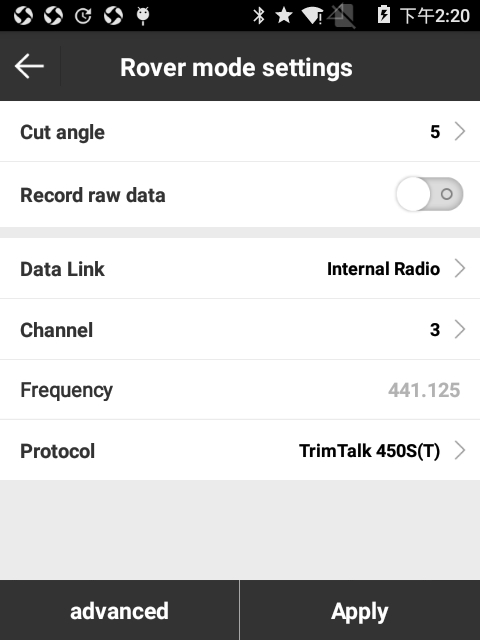 下午2:20
Rover mode settings
Cut angle 5
Record raw data
Data Link Internal Radio
Channel 3
Frequency 441.125
Protocol TrimTalk 450S(T)
advanced Apply